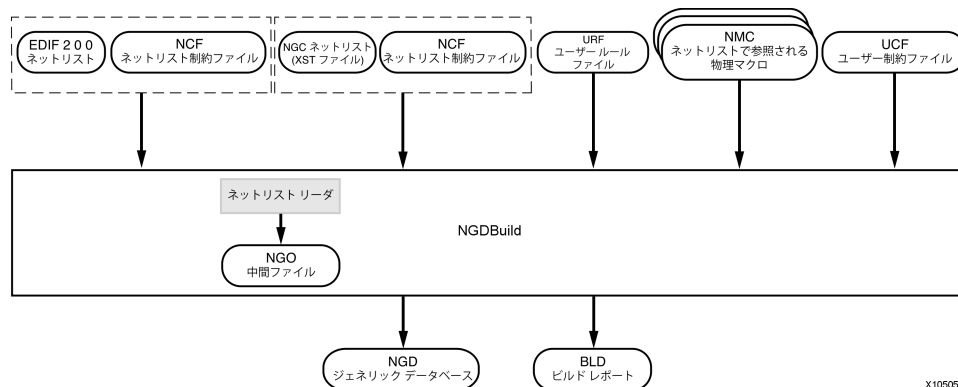 EDIF 2 0 0
ネットリスト
NCF
ネットリスト制約ファイル
NGC ネットリスト
(XST ファイル)
NCF
ネットリスト制約ファイル
URF
ユーザー ルール
ファイル
NMC
ネットリストで参照される
物理マクロ
UCF
ユーザー制約ファイル
ネットリスト リーダ
NGDBuild
NGO
中間ファイル
NGD
ジェネリック データベース
BLD
ビルド レポート
X10505